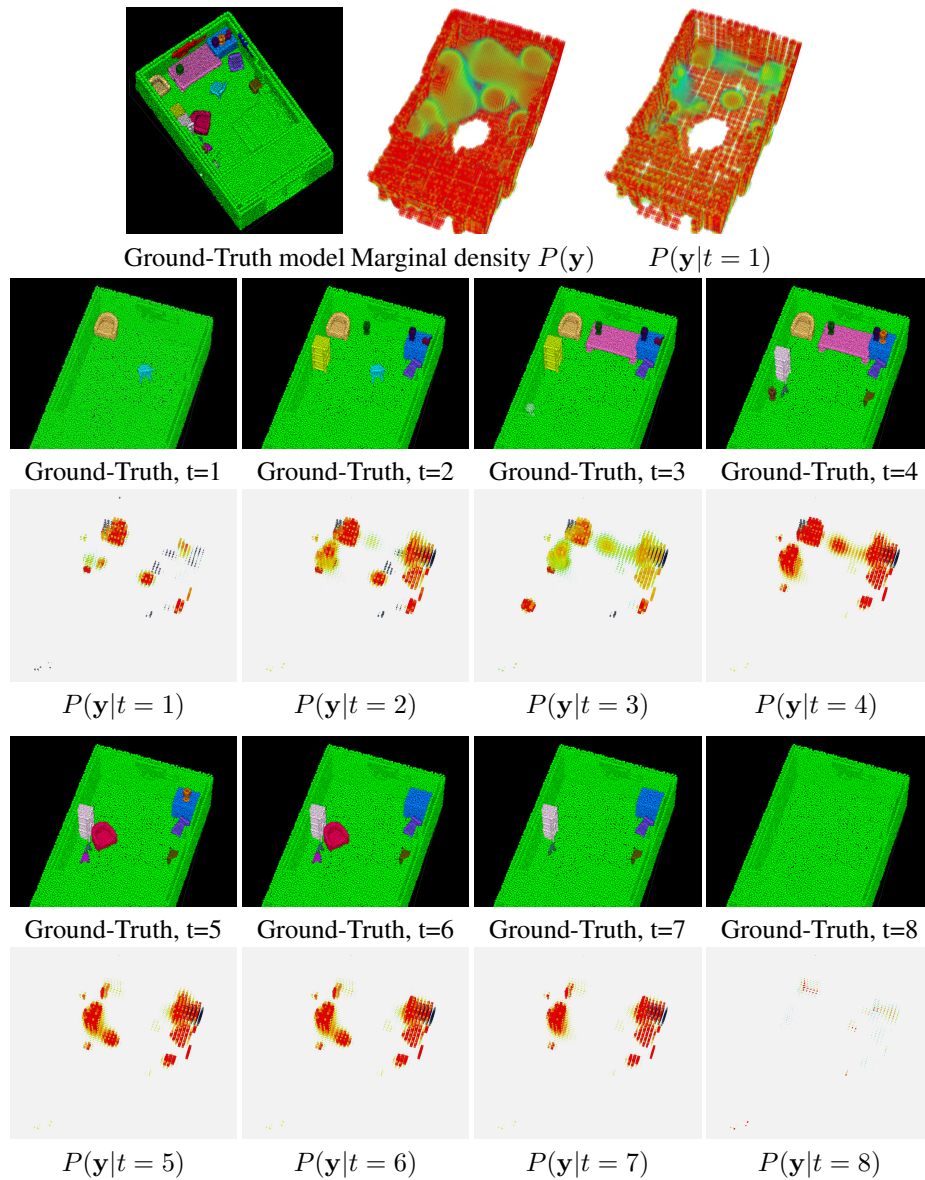 Ground-Truth model Marginal density P(y) P(y|t = 1)
Ground-Truth, t=1 Ground-Truth, t=2 Ground-Truth, t=3 Ground-Truth, t=4
P(y|t = 1) P(y|t = 2) P(y|t = 3) P(y|t = 4)
Ground-Truth, t=5 Ground-Truth, t=6 Ground-Truth, t=7 Ground-Truth, t=8
P(y|t = 5) P(y|t = 6) P(y|t = 7) P(y|t = 8)